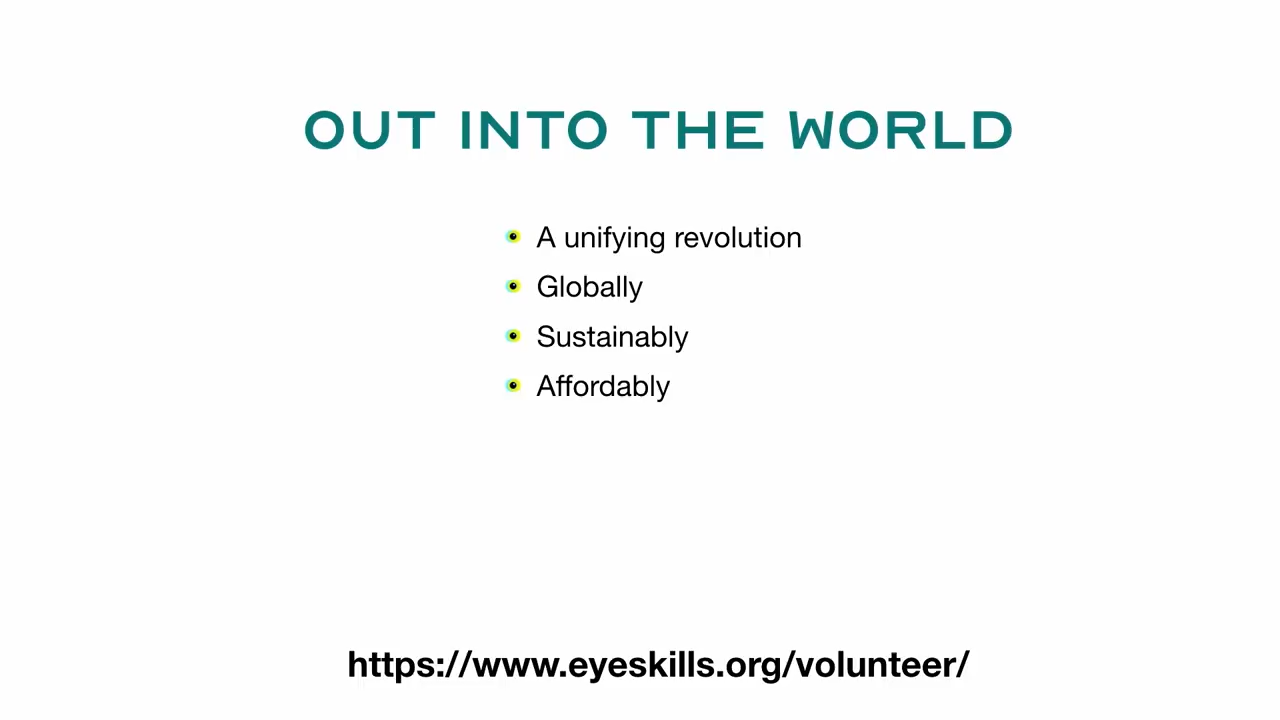 OUT INTO THE WORLD
A unifying revolution
Globally
Sustainably
Affordably
https://www.eyeskills.org/volunteer/